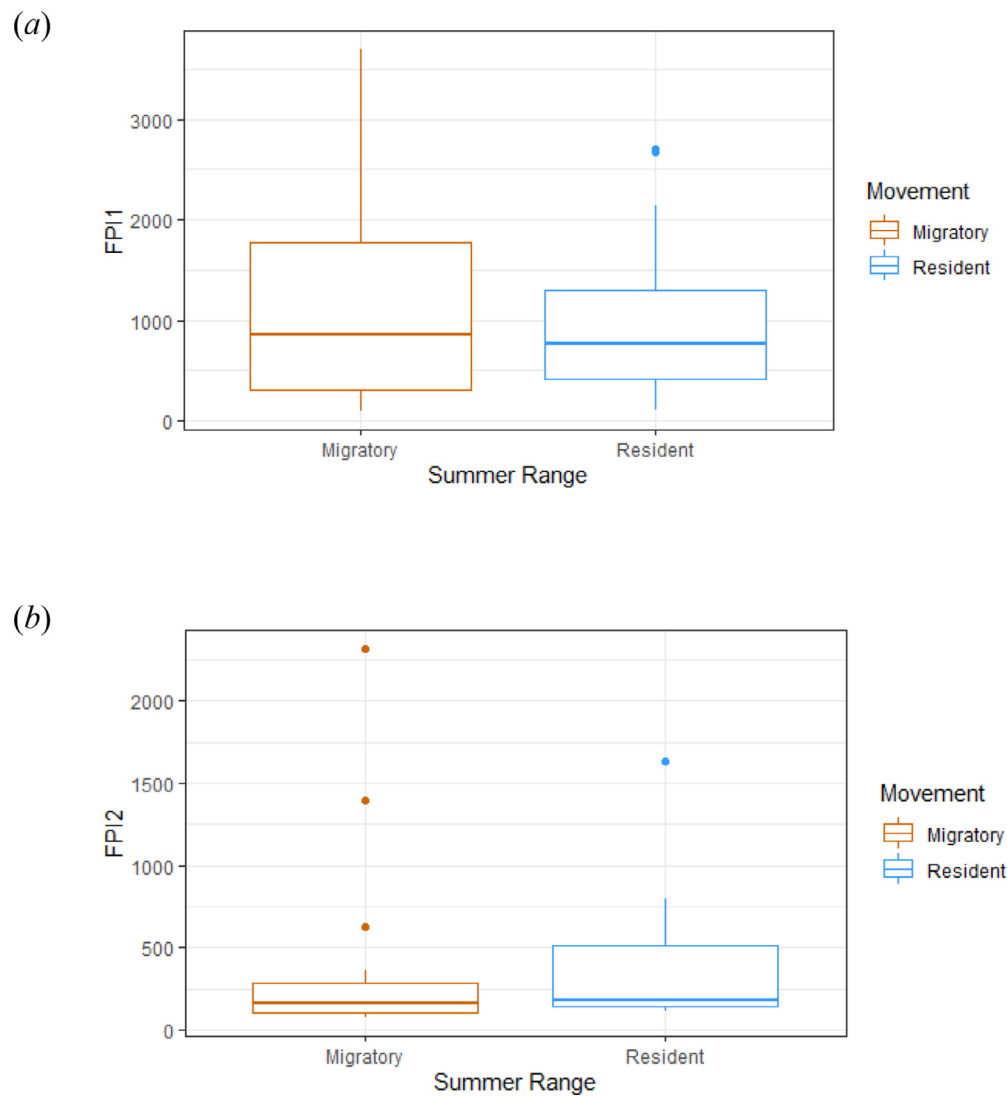 (a)
3000
2000
1000
0
FPI1
Migratory Resident
Summer Range
Movement
Migratory
Resident
(b)
2000
1500
1000
500
0
FPI2
Migratory Resident
Summer Range
Movement
Migratory
Resident